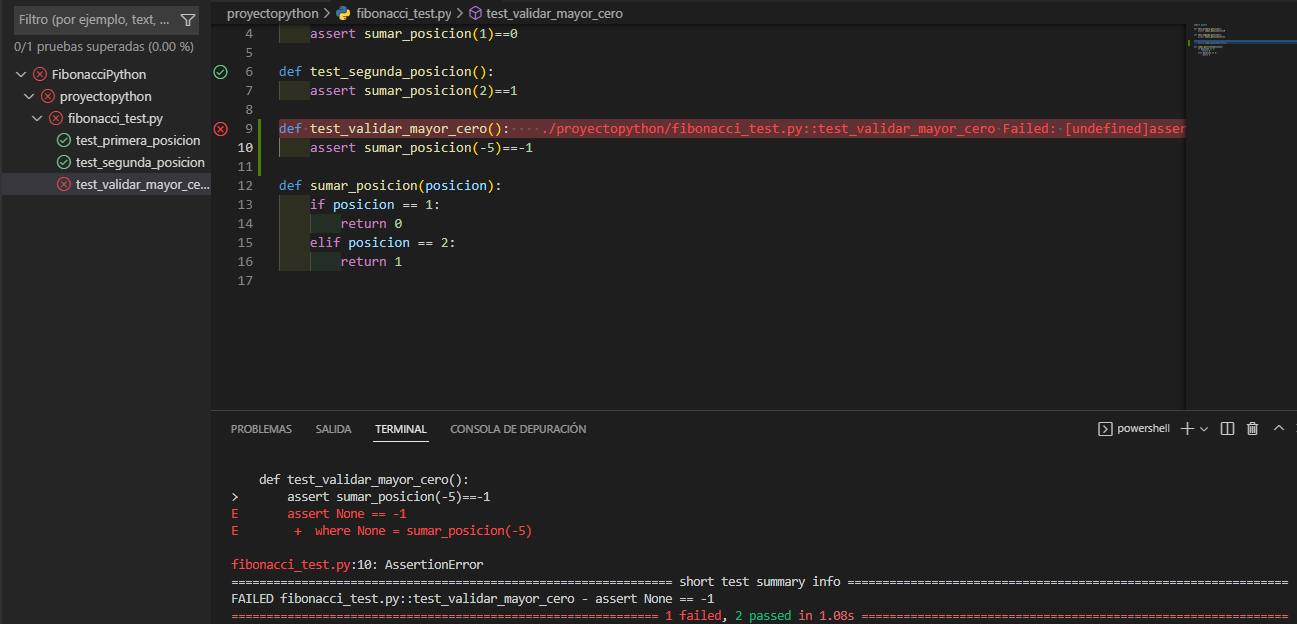 Filtro (por ejemplo, text, ...
0/1 pruebas superadas (0.00 %)
FibonacciPython
proyectopython
fibonacci_test.py
test_primera_posicion
test_segunda_posicion
test_validar_mayor_ce...
proyectopython > fibonacci_test.py > test_validar_mayor_cero
4 assert sumar_posicion(1)==0
5
6 def test_segunda_posicion():
7 assert sumar_posicion(2)==1
8
9 def test_validar_mayor_cero(): ····./proyectopython/fibonacci_test.py::test_validar_mayor_cero Failed: [undefined]asser
10 assert sumar_posicion(-5)==-1
11
12 def sumar_posicion(posicion):
13 if posicion == 1:
14 return 0
15 elif posicion == 2:
16 return 1
17
PROBLEMAS SALIDA TERMINAL CONSOLA DE DEPURACIÓN powershell
def test_validar_mayor_cero():
> assert sumar_posicion(-5)==-1
E assert None == -1
E + where None = sumar_posicion(-5)
fibonacci_test.py:10: AssertionError
=============================================================== short test summary info ===============================================================
FAILED fibonacci_test.py::test_validar_mayor_cero - assert None == -1
============================================================= 1 failed, 2 passed in 1.08s =============================================================